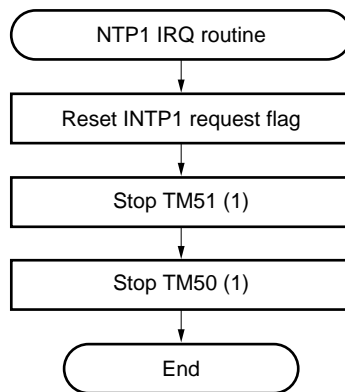 NTP1 IRQ routine
Reset INTP1 request flag
Stop TM51 (1)
Stop TM50 (1)
End